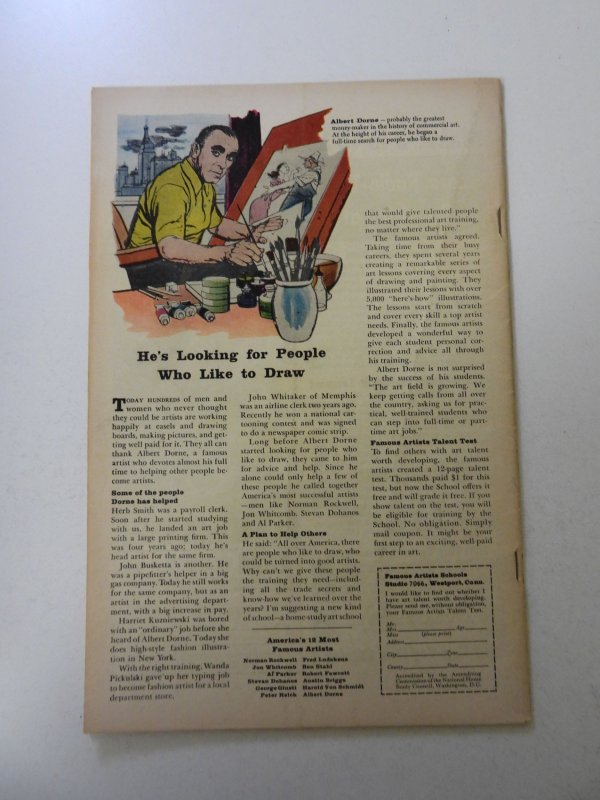 Albert Dorne — probably the greatest
money-maker in the history of commercial art.
At the height of his career, he began a
full-time search for people who like to draw.
He's Looking for People
Who Like to Draw
TODAY HUNDREDS of men and
women who never thought
they could be artists are working
happily at easels and drawing
boards, making pictures, and get-
ting well paid for it. They all can
thank Albert Dorne, a famous
artist who devotes almost his full
time to helping other people be-
come artists.
Some of the people
Dorne has helped
Herb Smith was a payroll clerk.
Soon after he started studying
with us, he landed an art job
with a large printing firm. This
was four years ago; today he's
head artist for the same firm.
John Busketta is another. He
was a pipefitter's helper in a big
gas company. Today he still works
for the same company, but as an
artist in the advertising depart-
ment, with a big increase in pay.
Harriet Kuzniewski was bored
with an "ordinary" job before she
heard of Albert Dorne. Today she
does high-style fashion illustra-
tion in New York.
With the right training, Wanda
Pickulski gave up her typing job
to become fashion artist for a local
department store.
John Whitaker of Memphis
was an airline clerk two years ago.
Recently he won a national car-
tooning contest and was signed
to do a newspaper comic strip.
Long before Albert Dorne
started looking for people who
like to draw, they came to him
for advice and help. Since he
alone could only help a few of
these people he called together
America's most successful artists
—men like Norman Rockwell,
Jon Whitcomb, Stevan Dohanos
and Al Parker.
A Plan to Help Others
He said: "All over America, there
are people who like to draw, who
could be turned into good artists.
Why can't we give these people
the training they need—includ-
ing all the trade secrets and
know-how we've learned over the
years? I'm suggesting a new kind
of school—a home-study art school
America's 12 Most
Famous Artists
Norman Rockwell Fred Ludekens
Jon Whitcomb Ben Stahl
Al Parker Robert Fawcett
Stevan Dohanos Austin Briggs
George Giusti Harold Von Schmidt
Peter Helck Albert Dorne
that would give talented people
the best professional art training,
no matter where they live."
The famous artists agreed.
Taking time from their busy
careers, they spent several years
creating a remarkable series of
art lessons covering every aspect
of drawing and painting. They
illustrated their lessons with over
5,000 "here's-how" illustrations.
The lessons start from scratch
and cover every skill a top artist
needs. Finally, the famous artists
developed a wonderful way to
give each student personal cor-
rection and advice all through
his training.
Albert Dorne is not surprised
by the success of his students.
"The art field is growing. We
keep getting calls from all over
the country, asking us for prac-
tical, well-trained students who
can step into full-time or part-
time art jobs."
Famous Artists Talent Test
To find others with art talent
worth developing, the famous
artists created a 12-page talent
test. Thousands paid $1 for this
test, but now the School offers it
free and will grade it free. If you
show talent on the test, you will
be eligible for training by the
School. No obligation. Simply
mail coupon. It might be your
first step to an exciting, well-paid
career in art.
Famous Artists Schools
Studio 7066, Westport, Conn.
I would like to find out whether I
have art talent worth developing.
Please send me, without obligation,
your Famous Artists Talent Test.
Mr.
Mrs. Age
Miss (please print)
Address
City Zone
County State
Accredited by the Accrediting
Commission of the National Home
Study Council, Washington, D.C.